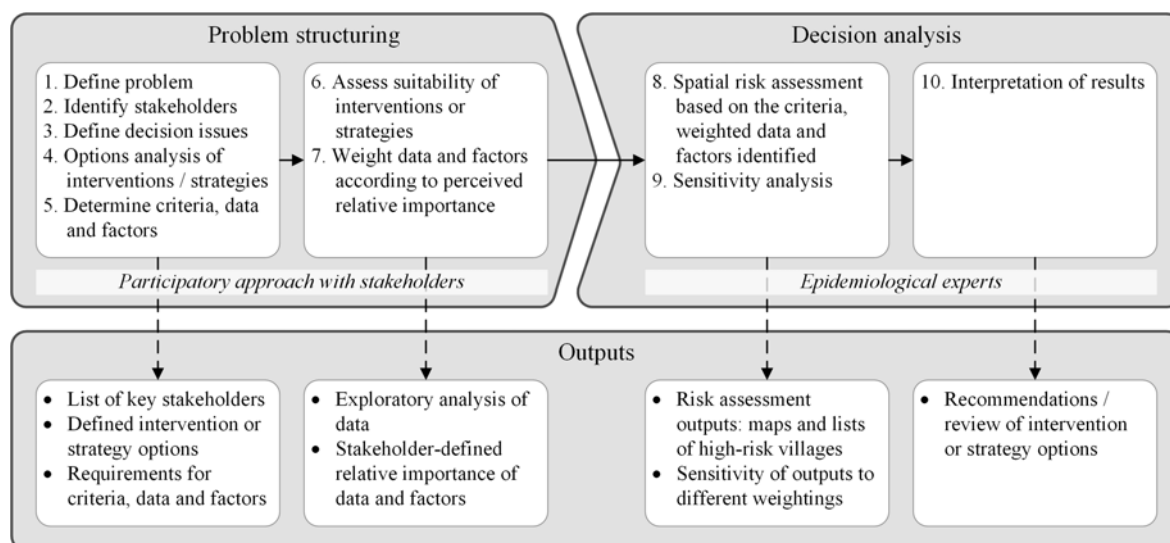 Problem structuring
1. Define problem
2. Identify stakeholders
3. Define decision issues
4. Options analysis of
interventions / strategies
5. Determine criteria, data
and factors
6. Assess suitability of
interventions or
strategies
7. Weight data and factors
according to perceived
relative importance
Participatory approach with stakeholders
Decision analysis
8. Spatial risk assessment
based on the criteria,
weighted data and
factors identified
9. Sensitivity analysis
10. Interpretation of results
Epidemiological experts
Outputs
• List of key stakeholders
• Defined intervention or
strategy options
• Requirements for
criteria, data and factors
• Exploratory analysis of
data
• Stakeholder-defined
relative importance of
data and factors
• Risk assessment
outputs: maps and lists
of high-risk villages
• Sensitivity of outputs to
different weightings
• Recommendations /
review of intervention
or strategy options